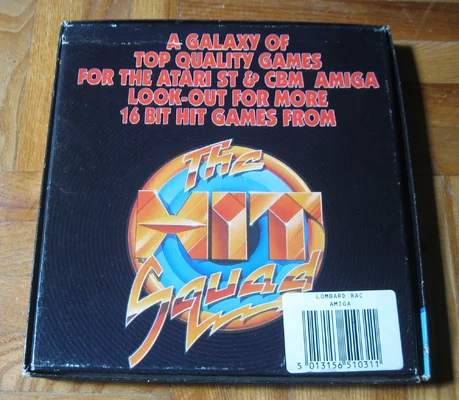 A GALAXY OF
TOP QUALITY GAMES
FOR THE ATARI ST & CBM AMIGA
LOOK-OUT FOR MORE
16 BIT HIT GAMES FROM
The
HIT
Squad
LOMBARD RAC
AMIGA
5 013156 510311